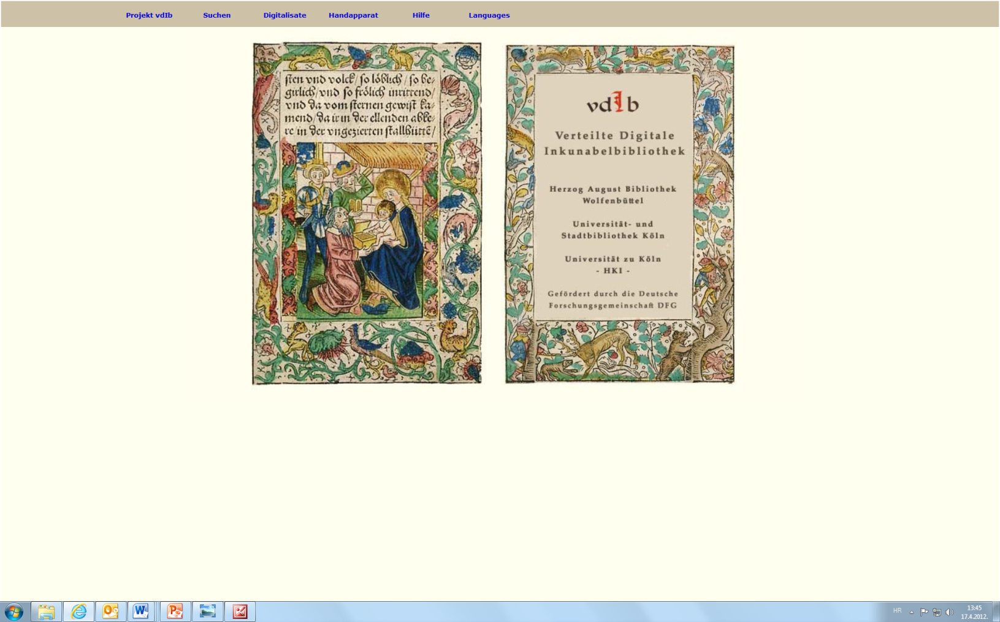 Projekt vdIb Suchen Digitalisate Handapparat Hilfe Languages
sten vnd volck / so löblich / so be-
girlich / vnd so frölich inrittend /
vnd da vom sternen gewist ka-
mend / da ir in der ellenden abke-
re / in der vngezierten stallhüttē /
vdIb
Verteilte Digitale
Inkunabelbibliothek
Herzog August Bibliothek
Wolfenbüttel
Universität- und
Stadtbibliothek Köln
Universität zu Köln
- HKI -
Gefördert durch die Deutsche
Forschungsgemeinschaft DFG
HR
13:45
17.4.2012.